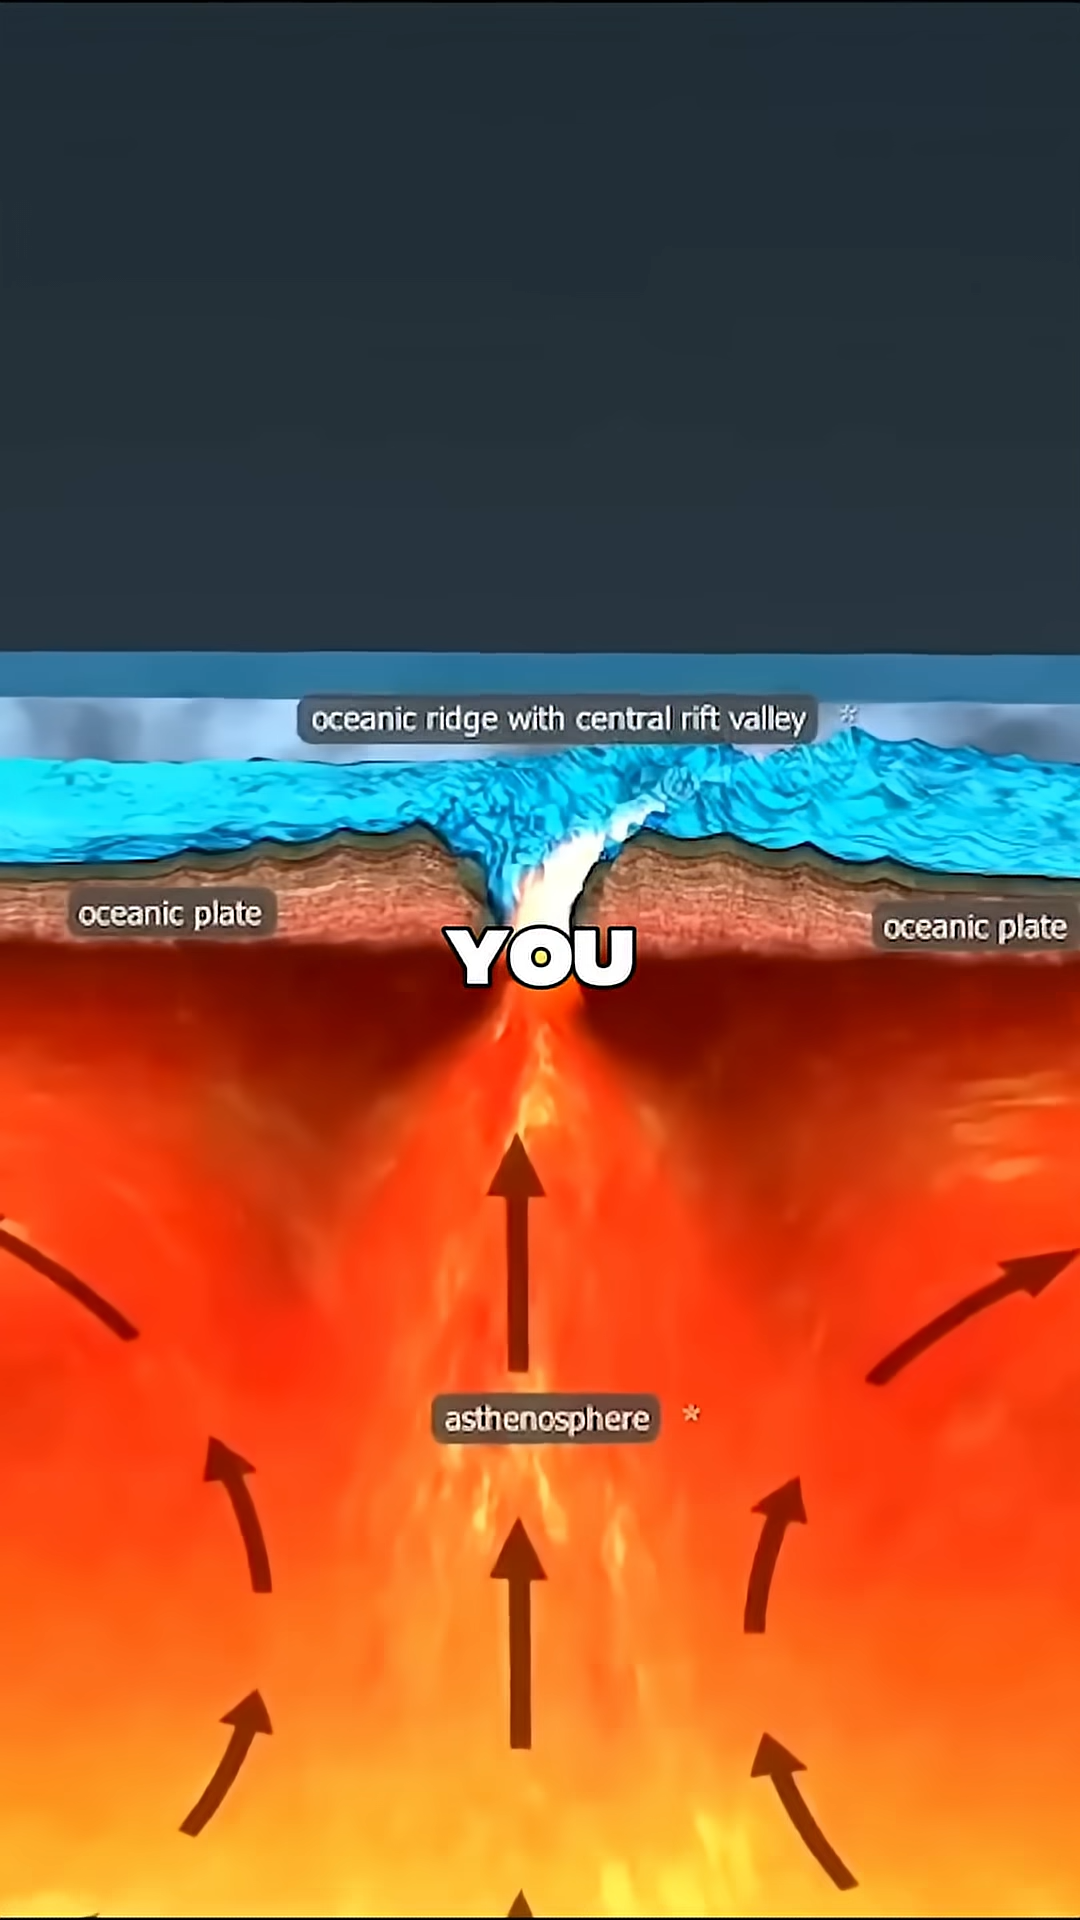 oceanic ridge with central rift valley *
oceanic plate
oceanic plate
YOU
asthenosphere *